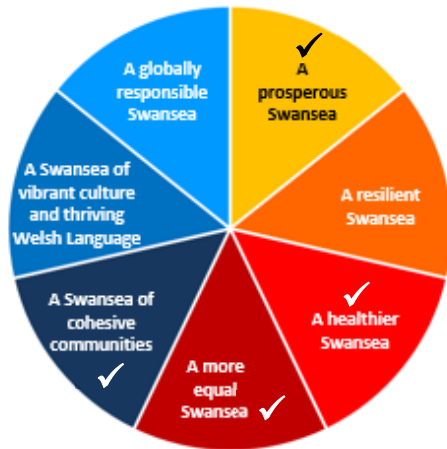 A
prosperous
Swansea
A resilient
Swansea
A healthier
Swansea
A more
equal
Swansea
A Swansea of
cohesive
communities
A Swansea of
vibrant culture
and thriving
Welsh Language
A globally
responsible
Swansea